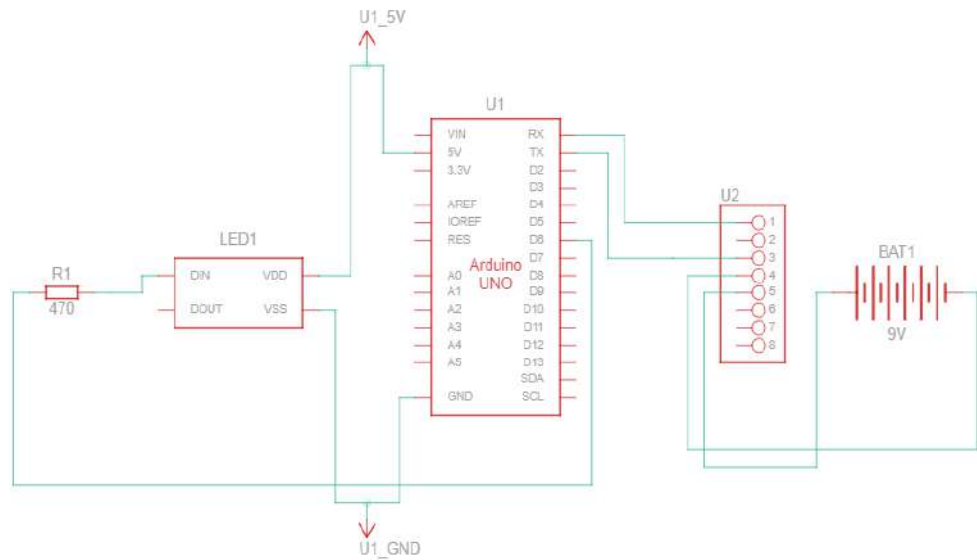 U1_5V
U1
VIN
5V
3.3V
AREF
IOREF
RES
A0
A1
A2
A3
A4
A5
GND
Arduino
UNO
RX
TX
D2
D3
D4
D5
D6
D7
D8
D9
D10
D11
D12
D13
SDA
SCL
LED1
DIN
VDD
DOUT
VSS
R1
470
U2
1
2
3
4
5
6
7
8
BAT1
9V
U1_GND